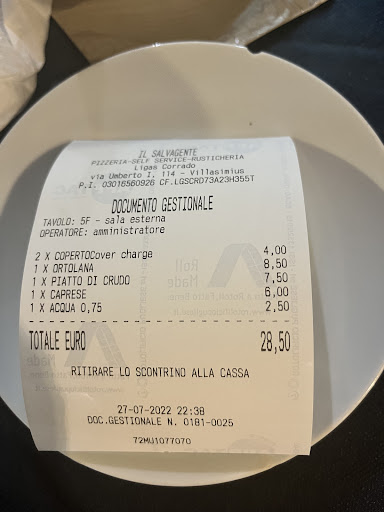 IL SALVAGENTE
PIZZERIA-SELF SERVICE-RUSTICHERIA
Ligas Corrado
via Umberto I, 114 - Villasimius
P.I. 03016560926 CF.LGSCRD73A23H355T
DOCUMENTO GESTIONALE
TAVOLO: 5F - sala esterna
OPERATORE: amministratore
2 X COPERTOCover charge 4,00
1 X ORTOLANA 8,50
1 X PIATTO DI CRUDO 7,50
1 X CAPRESE 6,00
1 X ACQUA 0,75 2,50
TOTALE EURO 28,50
RITIRARE LO SCONTRINO ALLA CASSA
27-07-2022 22:38
DOC.GESTIONALE N. 0181-0025
72MU1077070